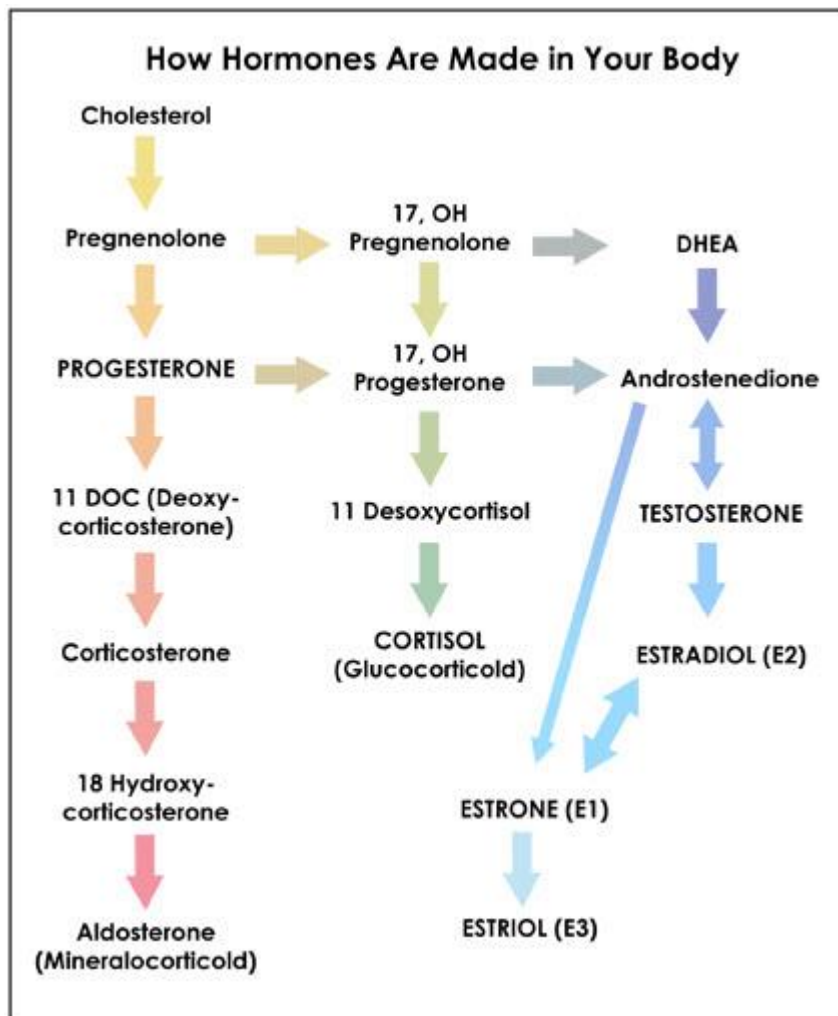 How Hormones Are Made in Your Body
Cholesterol
Pregnenolone
17, OH
Pregnenolone
DHEA
PROGESTERONE
17, OH
Progesterone
Androstenedione
11 DOC (Deoxy-
corticosterone)
11 Desoxycortisol
TESTOSTERONE
Corticosterone
CORTISOL
(Glucocorticold)
ESTRADIOL (E2)
18 Hydroxy-
corticosterone
ESTRONE (E1)
Aldosterone
(Mineralocorticold)
ESTRIOL (E3)